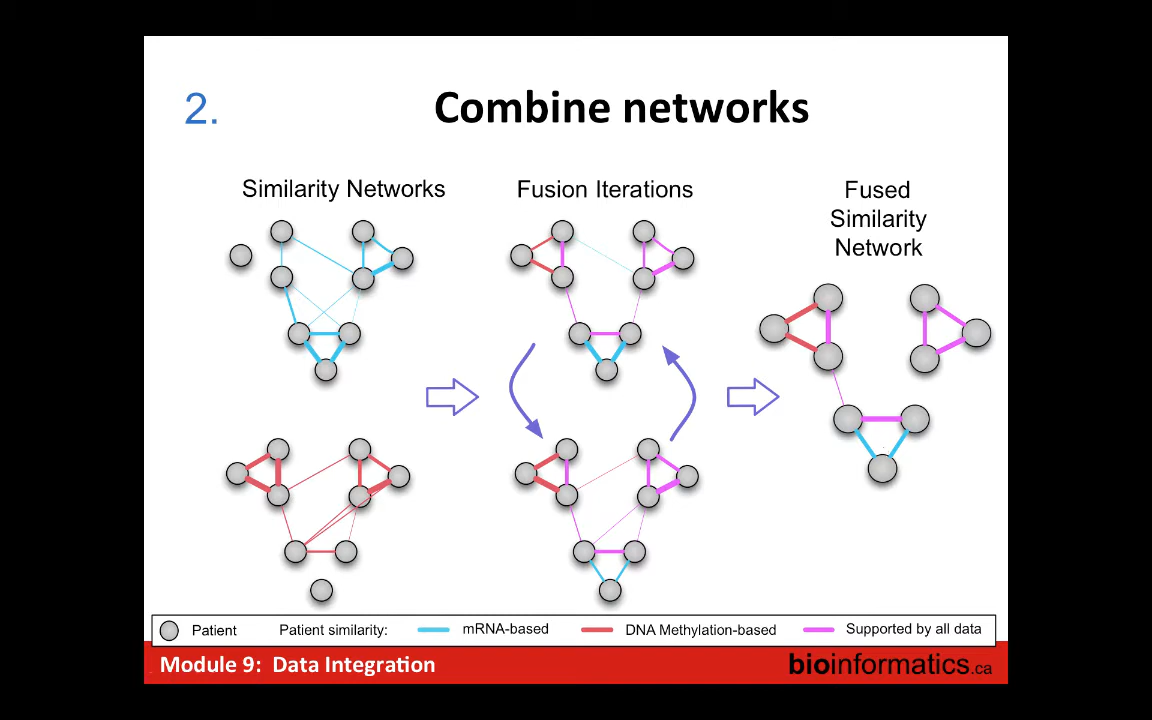 2.
Combine networks
Similarity Networks
Fusion Iterations
Fused
Similarity
Network
Patient
Patient similarity:
mRNA-based
DNA Methylation-based
Supported by all data
Module 9: Data Integration
bioinformatics.ca